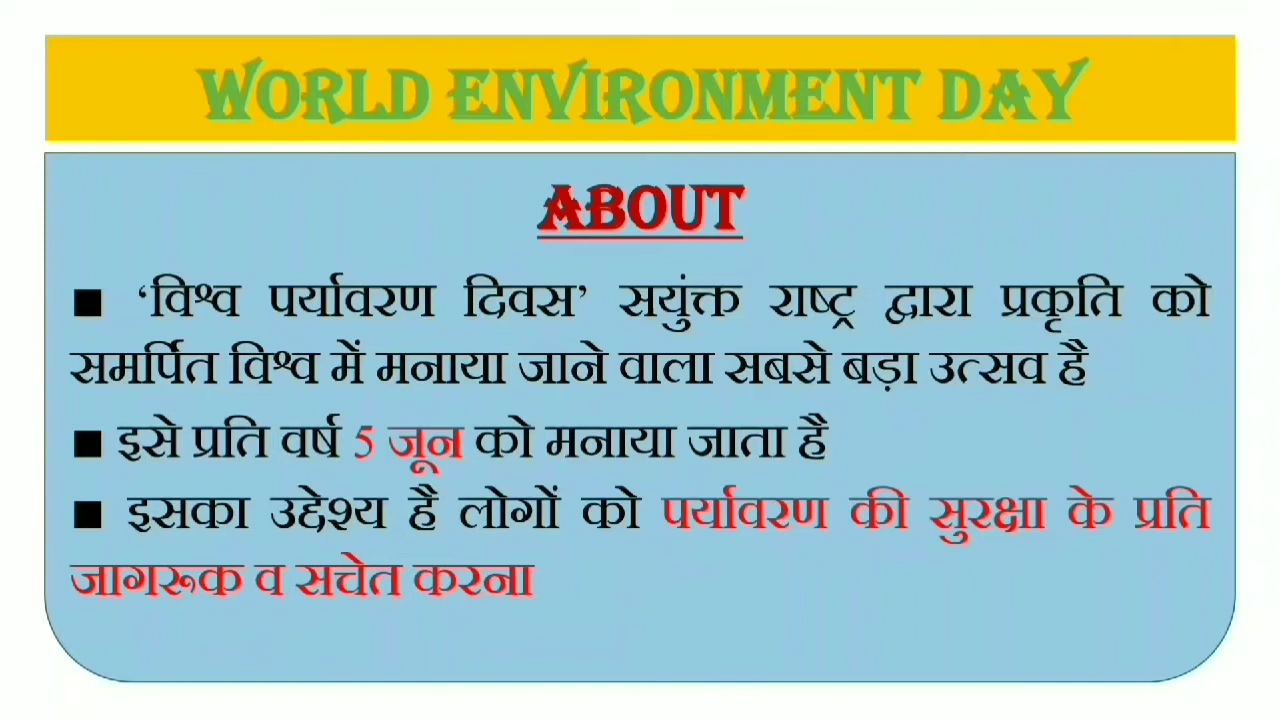 WORLD ENVIRONMENT DAY
ABOUT
■ ‘विश्व पर्यावरण दिवस’ सयुंक्त राष्ट्र द्वारा प्रकृति को
समर्पित विश्व में मनाया जाने वाला सबसे बड़ा उत्सव है
■ इसे प्रति वर्ष 5 जून को मनाया जाता है
■ इसका उद्देश्य है लोगों को पर्यावरण की सुरक्षा के प्रति
जागरूक व सचेत करना